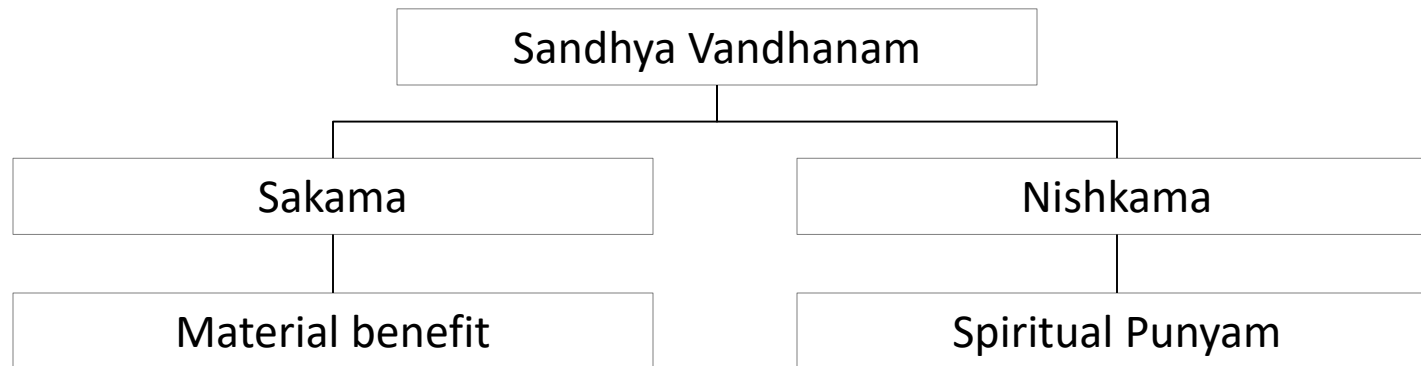 Sandhya Vandhanam
Sakama
Nishkama
Material benefit
Spiritual Punyam